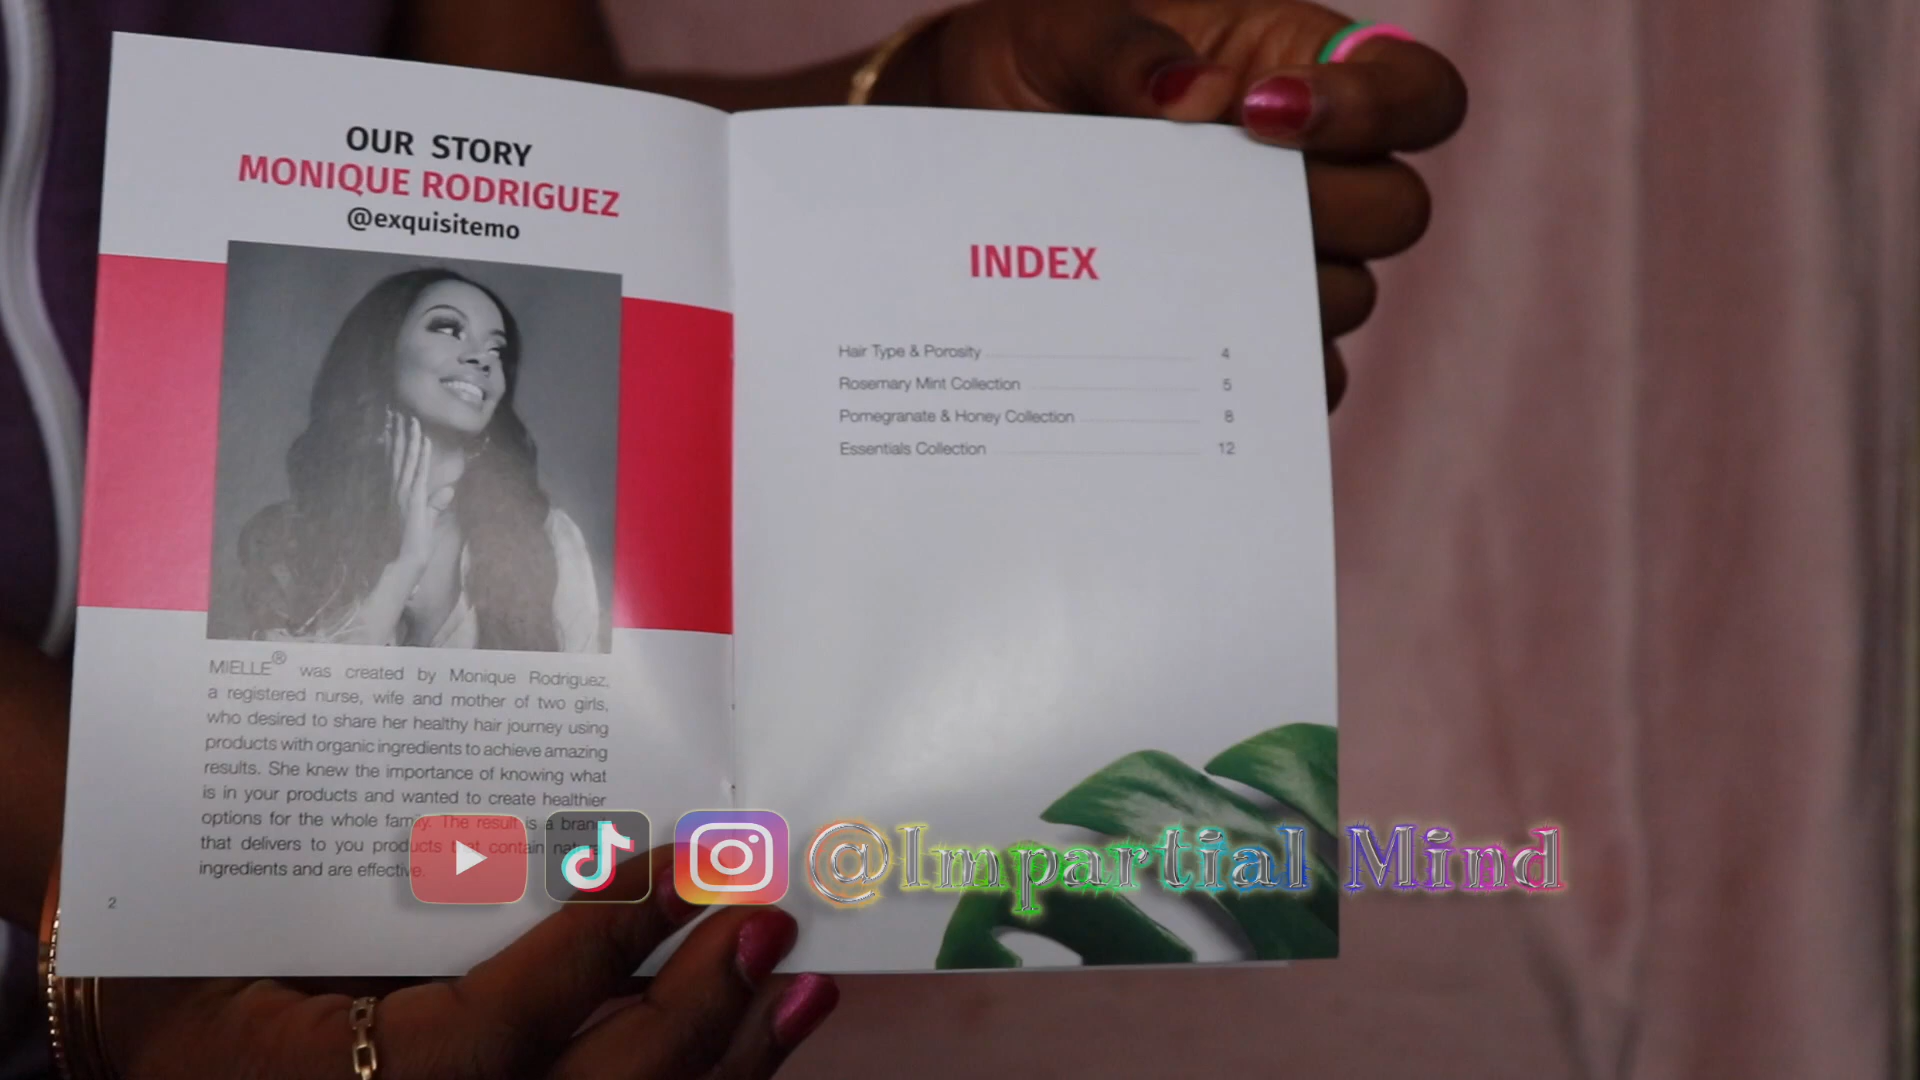 OUR STORY
MONIQUE RODRIGUEZ
@exquisitemo
MIELLE® was created by Monique Rodriguez,
a registered nurse, wife and mother of two girls,
who desired to share her healthy hair journey using
products with organic ingredients to achieve amazing
results. She knew the importance of knowing what
is in your products and wanted to create healthier
options for the whole family. The result is a brand
that delivers to you products that contain natural
ingredients and are effective.
2
INDEX
Hair Type & Porosity 4
Rosemary Mint Collection 5
Pomegranate & Honey Collection 8
Essentials Collection 12
@Impartial Mind